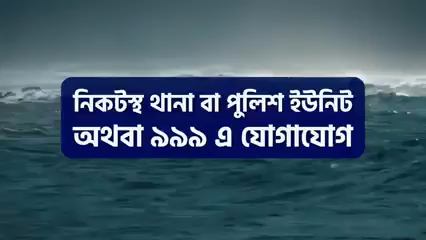 নিকটস্থ থানা বা পুলিশ ইউনিট
অথবা ৯৯৯ এ যোগাযোগ